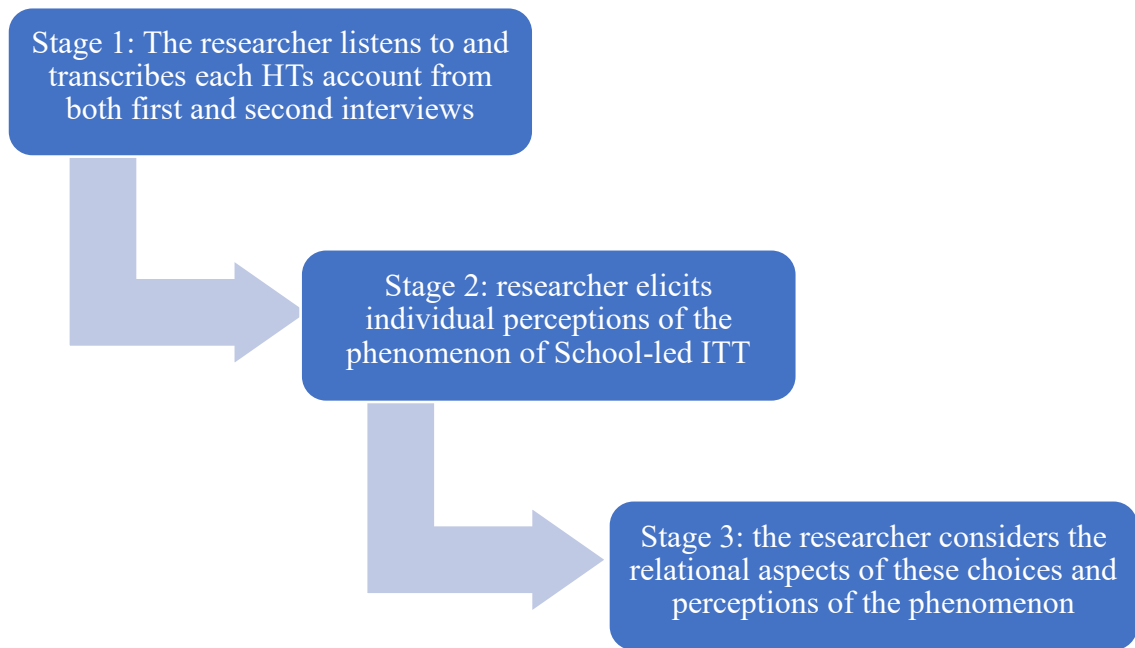 Stage 1: The researcher listens to and
transcribes each HTs account from
both first and second interviews
Stage 2: researcher elicits
individual perceptions of the
phenomenon of School-led ITT
Stage 3: the researcher considers the
relational aspects of these choices and
perceptions of the phenomenon